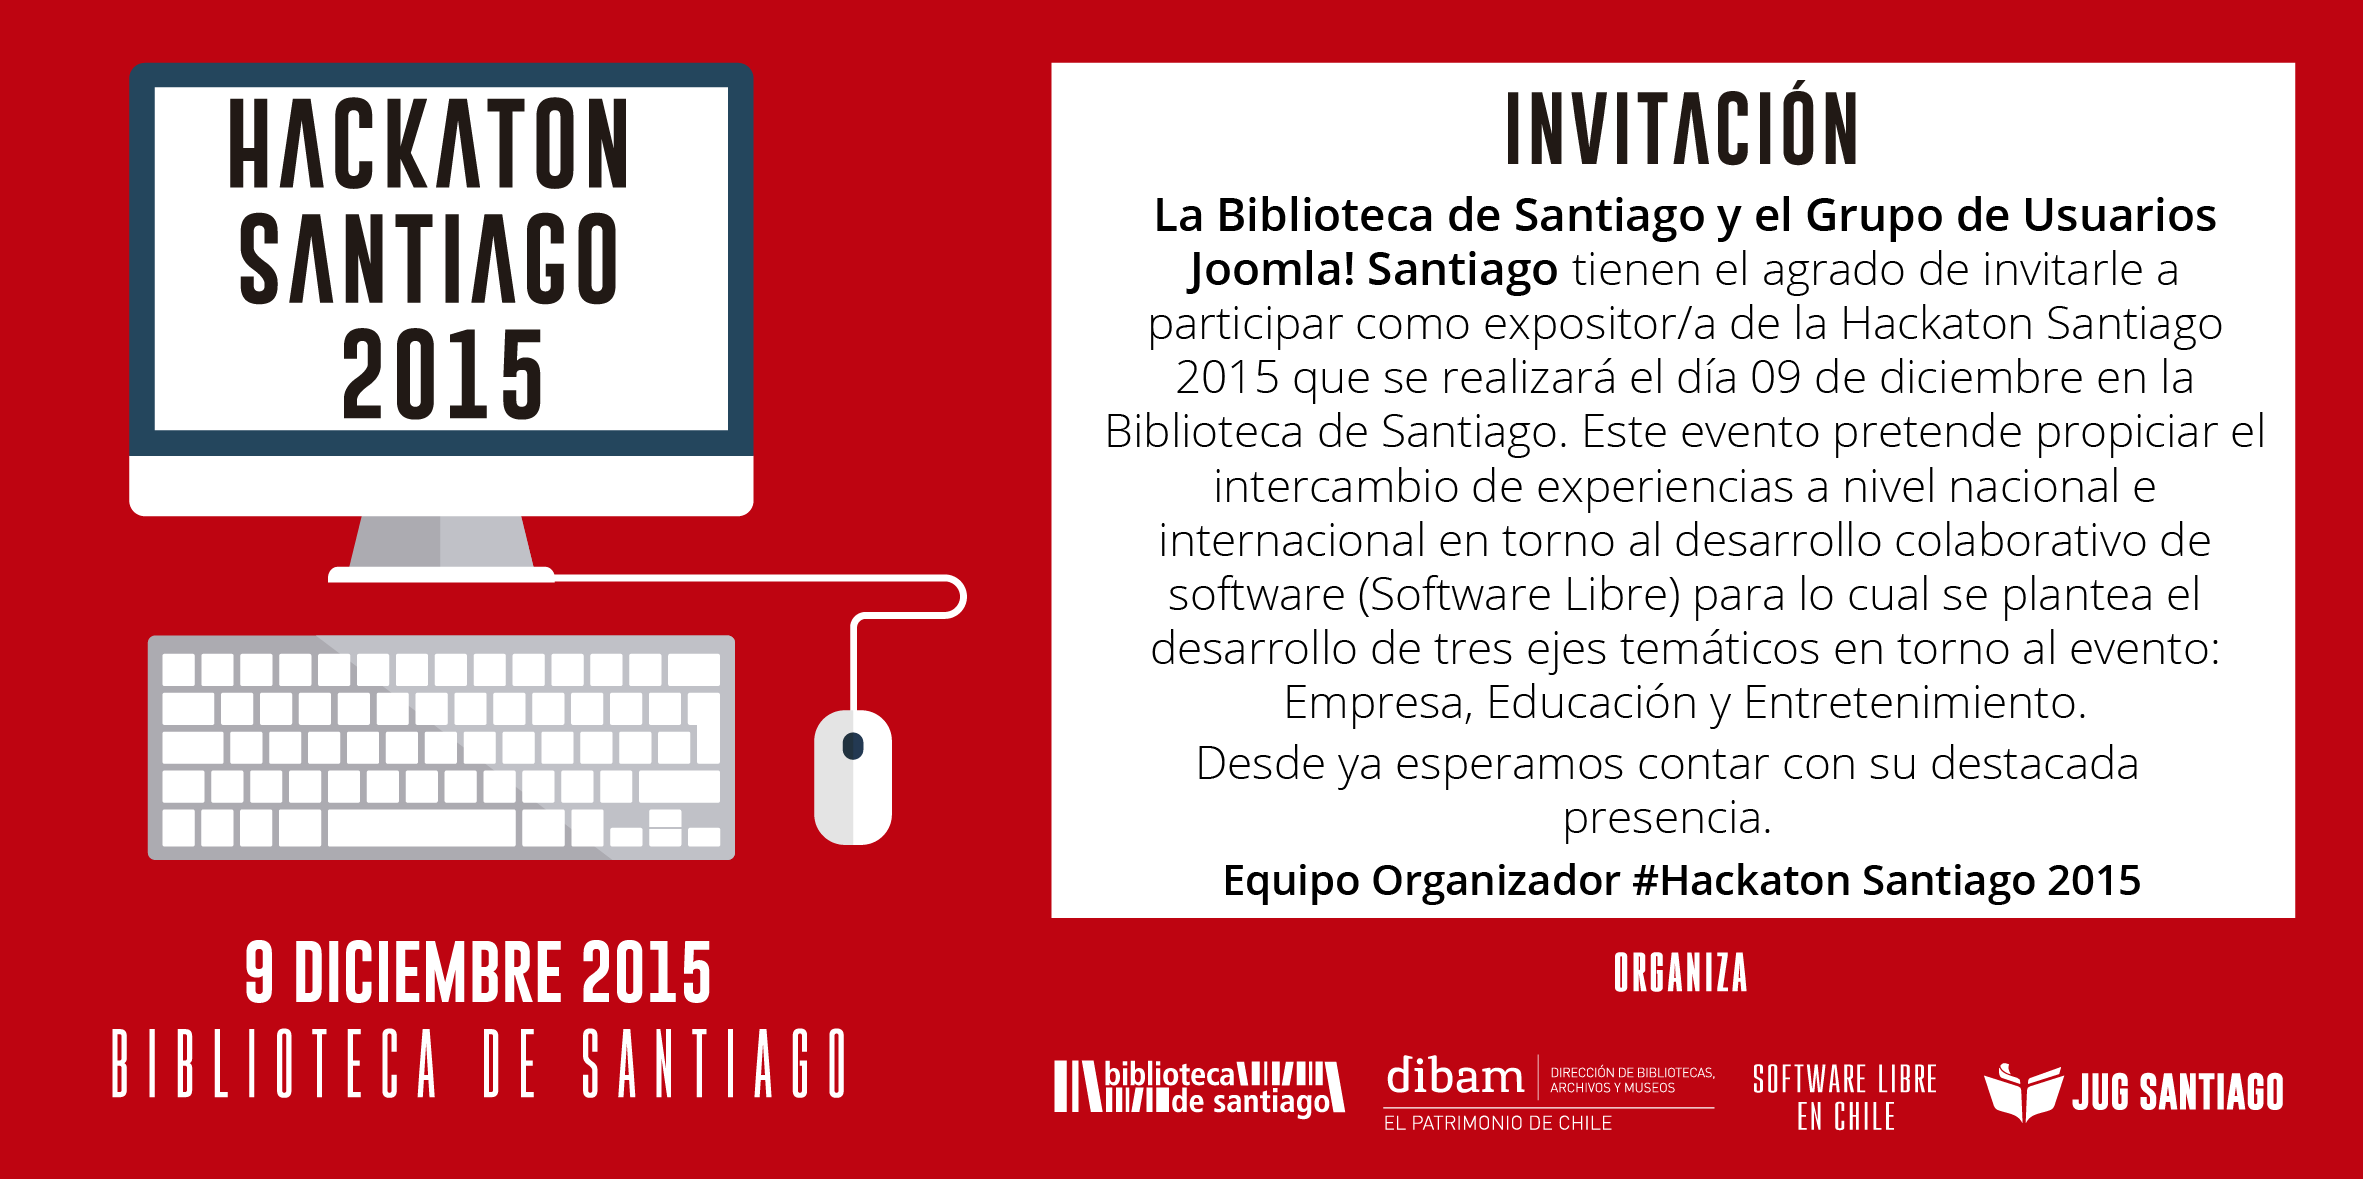 HACKATON
SANTIAGO
2015
9 DICIEMBRE 2015
BIBLIOTECA DE SANTIAGO
INVITACIÓN
La Biblioteca de Santiago y el Grupo de Usuarios
Joomla! Santiago tienen el agrado de invitarle a
participar como expositor/a de la Hackaton Santiago
2015 que se realizará el día 09 de diciembre en la
Biblioteca de Santiago. Este evento pretende propiciar el
intercambio de experiencias a nivel nacional e
internacional en torno al desarrollo colaborativo de
software (Software Libre) para lo cual se plantea el
desarrollo de tres ejes temáticos en torno al evento:
Empresa, Educación y Entretenimiento.
Desde ya esperamos contar con su destacada
presencia.
Equipo Organizador #Hackaton Santiago 2015
ORGANIZA
biblioteca
de santiago
dibam
DIRECCIÓN DE BIBLIOTECAS,
ARCHIVOS Y MUSEOS
EL PATRIMONIO DE CHILE
SOFTWARE LIBRE
EN CHILE
JUG SANTIAGO